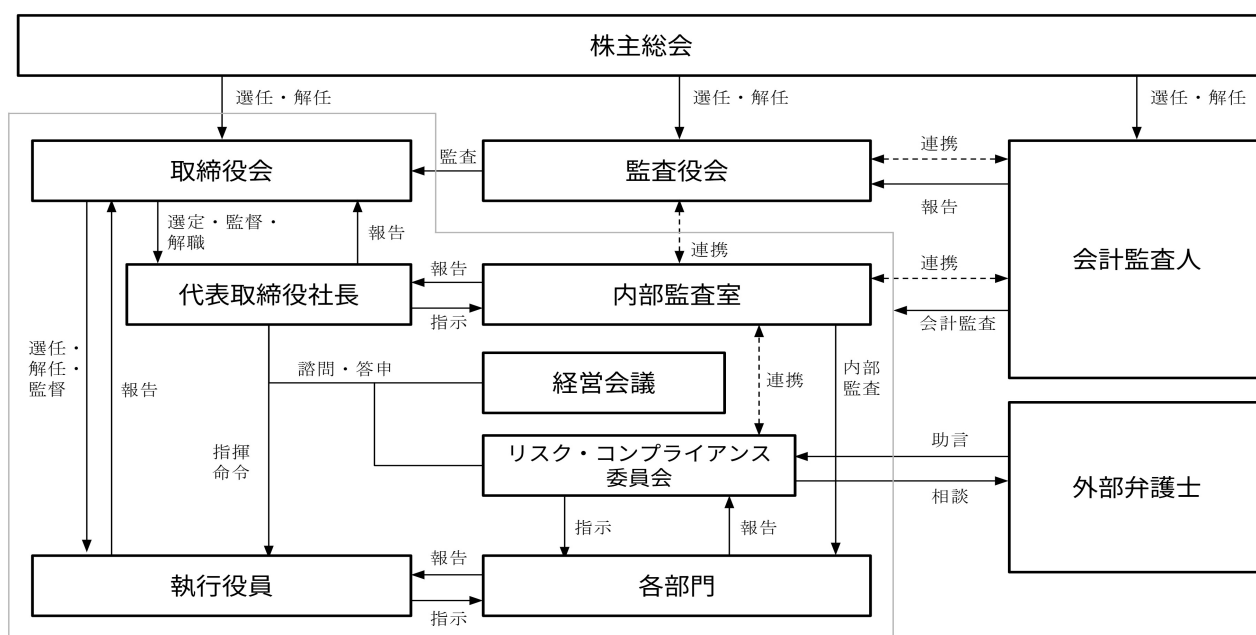 株主総会
選任・解任
選任・解任
選任・解任
取締役会
監査
監査役会
連携
報告
会計監査人
選定・監督・
解職
報告
連携
代表取締役社長
報告
指示
内部監査室
連携
会計監査
選任・
解任・
監督
報告
諮問・答申
経営会議
連携
内部
監査
指揮
命令
リスク・コンプライアンス
委員会
助言
相談
外部弁護士
指示
報告
執行役員
報告
指示
各部門